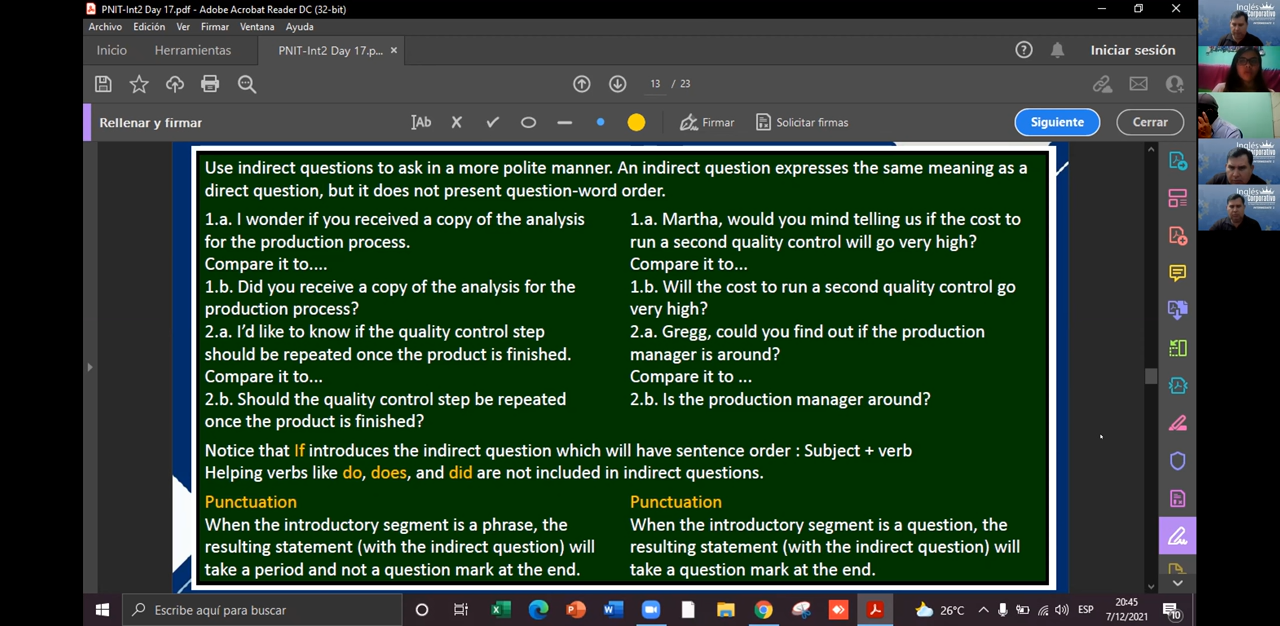 PNIT-Int2 Day 17.pdf - Adobe Acrobat Reader DC (32-bit)
Archivo Edición Ver Firmar Ventana Ayuda
Inicio Herramientas PNIT-Int2 Day 17.p... × Iniciar sesión
13 / 23
Rellenar y firmar Ab Firmar Solicitar firmas Siguiente Cerrar
Use indirect questions to ask in a more polite manner. An indirect question expresses the same meaning as a
direct question, but it does not present question-word order.
1.a. I wonder if you received a copy of the analysis
for the production process.
Compare it to....
1.b. Did you receive a copy of the analysis for the
production process?
2.a. I'd like to know if the quality control step
should be repeated once the product is finished.
Compare it to...
2.b. Should the quality control step be repeated
once the product is finished?
1.a. Martha, would you mind telling us if the cost to
run a second quality control will go very high?
Compare it to...
1.b. Will the cost to run a second quality control go
very high?
2.a. Gregg, could you find out if the production
manager is around?
Compare it to ...
2.b. Is the production manager around?
Notice that If introduces the indirect question which will have sentence order : Subject + verb
Helping verbs like do, does, and did are not included in indirect questions.
Punctuation
When the introductory segment is a phrase, the
resulting statement (with the indirect question) will
take a period and not a question mark at the end.
Punctuation
When the introductory segment is a question, the
resulting statement (with the indirect question) will
take a question mark at the end.
Inglés
Corporativo
Inglés
Corporativo
Inglés
Corporativo
Escribe aquí para buscar
26°C ESP 20:45
7/12/2021
10